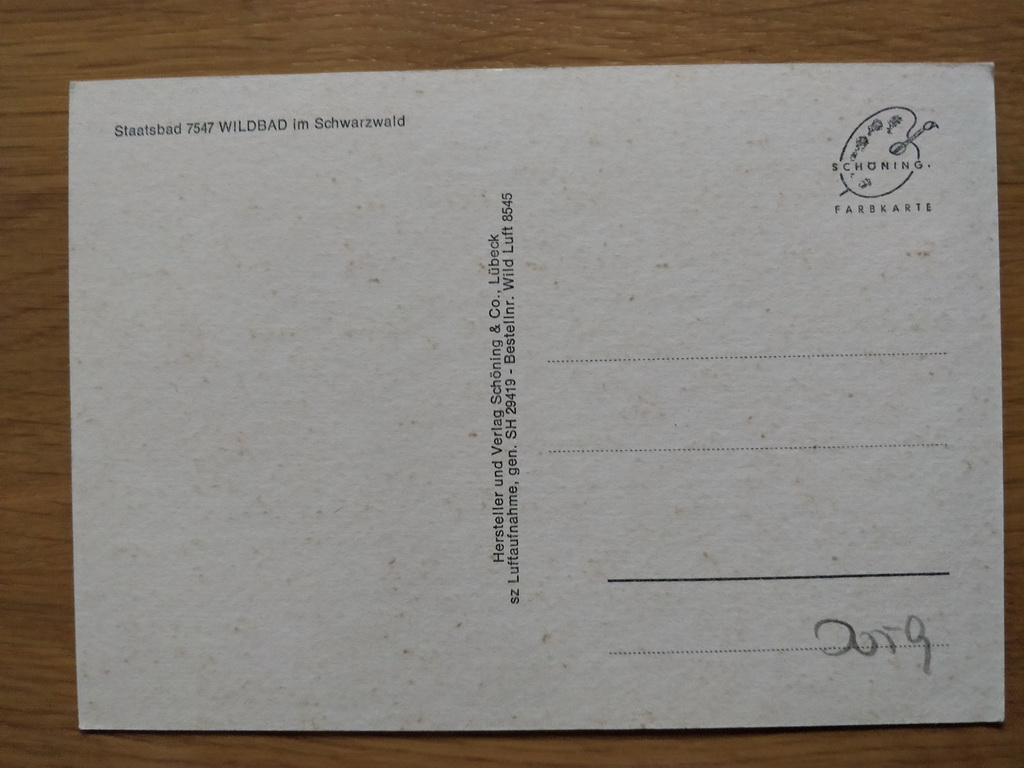 Staatsbad 7547 WILDBAD im Schwarzwald
SCHÖNING.
FARBKARTE
Hersteller und Verlag Schöning & Co., Lübeck
sz Luftaufnahme, gen. SH 29419 - Bestellnr. Wild Luft 8545